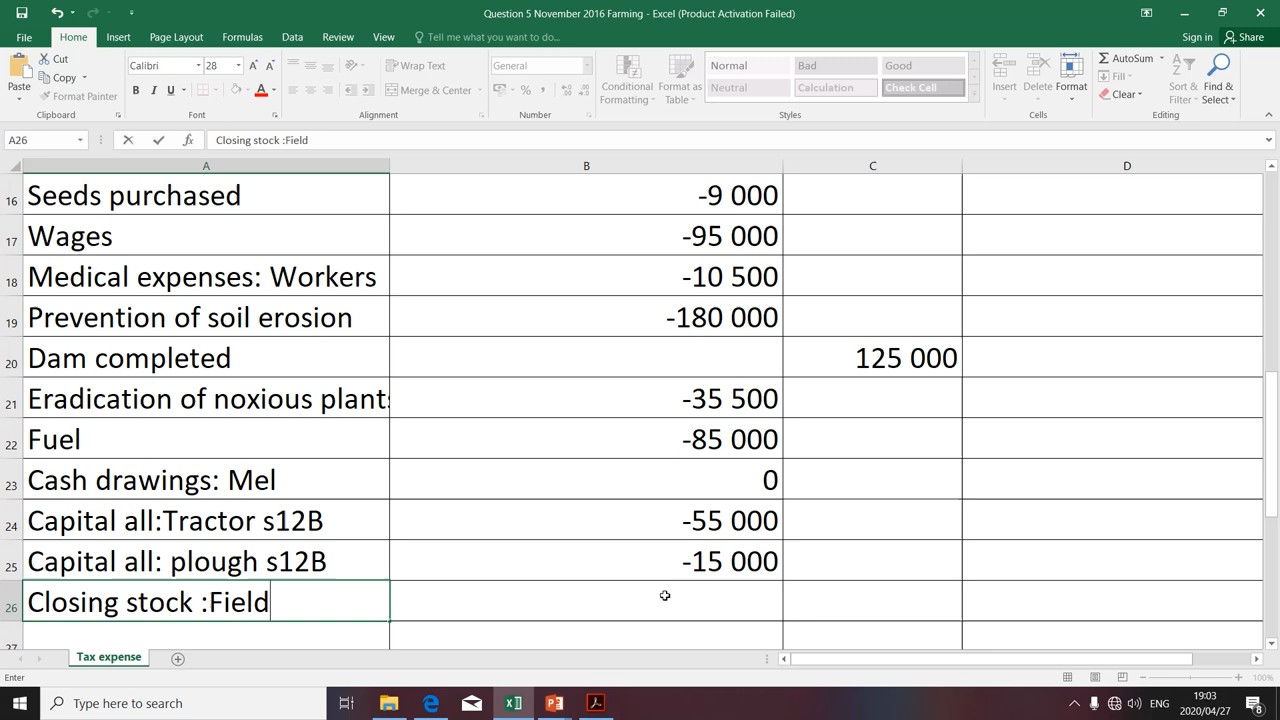 Question 5 November 2016 Farming - Excel (Product Activation Failed)
File Home Insert Page Layout Formulas Data Review View Tell me what you want to do... Sign in Share
Paste
Cut
Copy
Format Painter
Clipboard
Calibri 28
B I U
Font
Wrap Text
Merge & Center
Alignment
General
Number
Conditional Formatting
Format as Table
Normal Bad Good
Neutral Calculation Check Cell
Styles
Insert Delete Format
Cells
AutoSum
Fill
Clear
Sort & Filter
Find & Select
Editing
A26 fx Closing stock :Field
A B C D
16 Seeds purchased -9 000
17 Wages -95 000
18 Medical expenses: Workers -10 500
19 Prevention of soil erosion -180 000
20 Dam completed 125 000
21 Eradication of noxious plants -35 500
22 Fuel -85 000
23 Cash drawings: Mel 0
24 Capital all:Tractor s12B -55 000
25 Capital all: plough s12B -15 000
26 Closing stock :Field
27
Tax expense
Enter 100%
Type here to search
ENG
19:03
2020/04/27
8